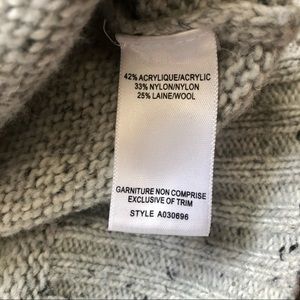 42% ACRYLIQUE/ACRYLIC
33% NYLON/NYLON
25% LAINE/WOOL
GARNITURE NON COMPRISE
EXCLUSIVE OF TRIM
STYLE A030696